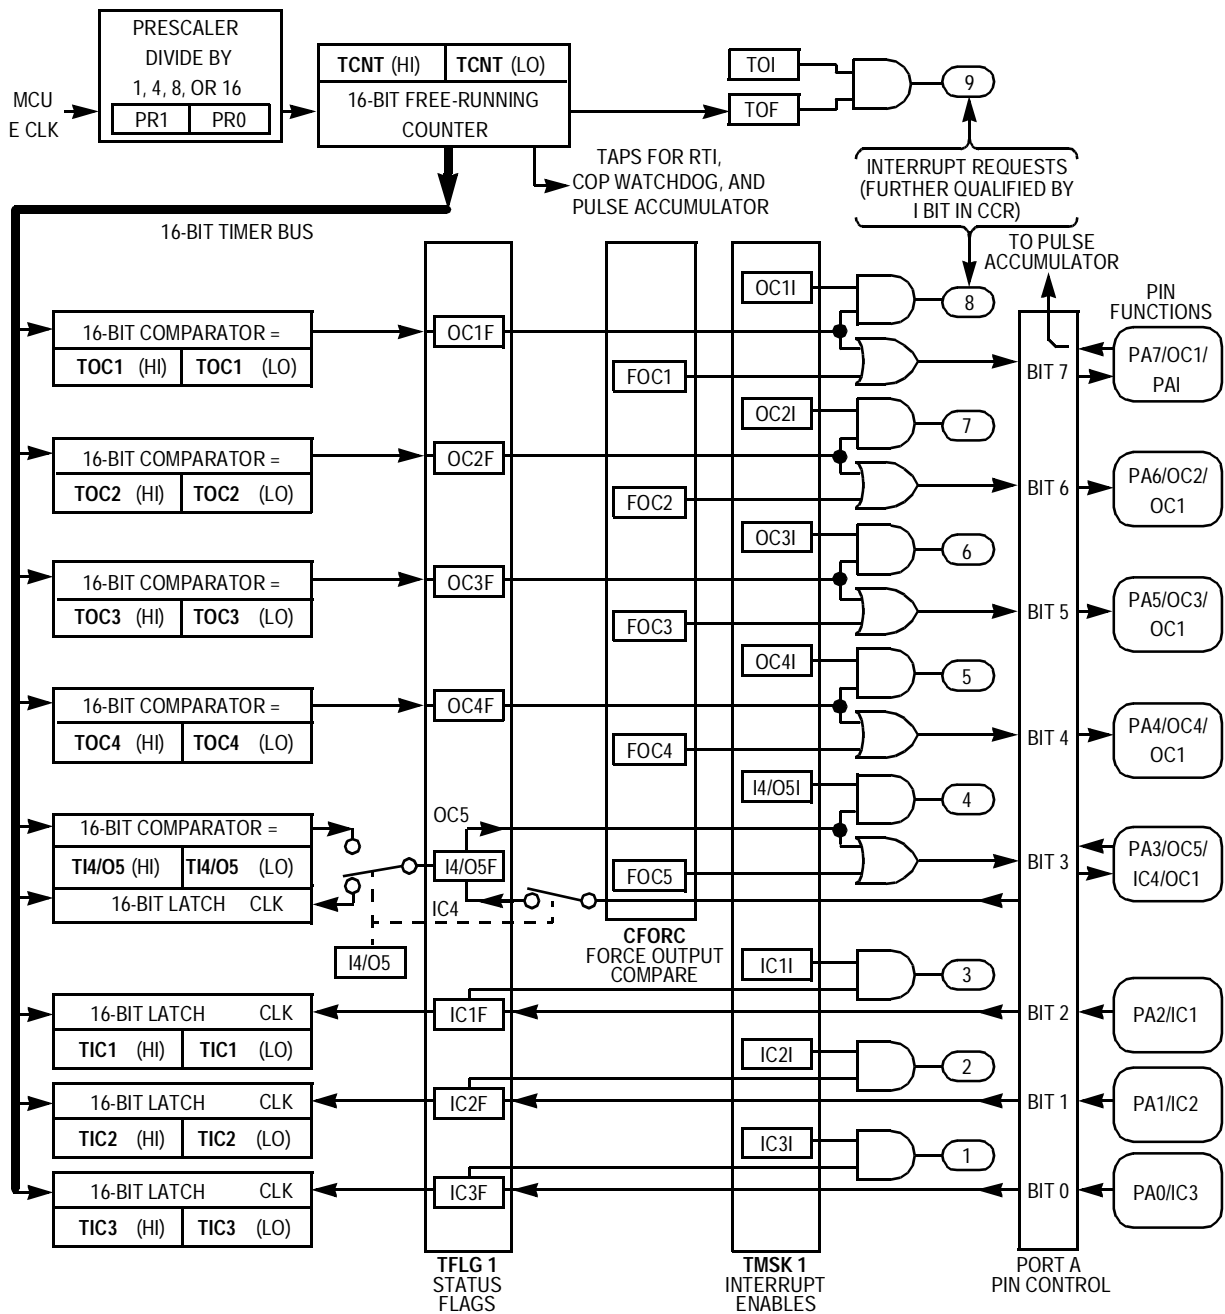 PRESCALER
DIVIDE BY
1, 4, 8, OR 16
PR1 PR0
MCU
E CLK
TCNT (HI) TCNT (LO)
16-BIT FREE-RUNNING
COUNTER
TOI
TOF
9
TAPS FOR RTI,
COP WATCHDOG, AND
PULSE ACCUMULATOR
INTERRUPT REQUESTS
(FURTHER QUALIFIED BY
I BIT IN CCR)
16-BIT TIMER BUS
TO PULSE
ACCUMULATOR
PIN
FUNCTIONS
OC1I
8
16-BIT COMPARATOR =
TOC1 (HI) TOC1 (LO)
OC1F
FOC1
BIT 7
PA7/OC1/
PAI
OC2I
7
16-BIT COMPARATOR =
TOC2 (HI) TOC2 (LO)
OC2F
FOC2
BIT 6
PA6/OC2/
OC1
OC3I
6
16-BIT COMPARATOR =
TOC3 (HI) TOC3 (LO)
OC3F
FOC3
BIT 5
PA5/OC3/
OC1
OC4I
5
16-BIT COMPARATOR =
TOC4 (HI) TOC4 (LO)
OC4F
FOC4
BIT 4
PA4/OC4/
OC1
I4/O5I
4
16-BIT COMPARATOR =
TI4/O5 (HI) TI4/O5 (LO)
16-BIT LATCH CLK
OC5
I4/O5F
IC4
FOC5
BIT 3
PA3/OC5/
IC4/OC1
I4/O5
CFORC
FORCE OUTPUT
COMPARE
IC1I
3
16-BIT LATCH CLK
TIC1 (HI) TIC1 (LO)
IC1F
BIT 2
PA2/IC1
IC2I
2
16-BIT LATCH CLK
TIC2 (HI) TIC2 (LO)
IC2F
BIT 1
PA1/IC2
IC3I
1
16-BIT LATCH CLK
TIC3 (HI) TIC3 (LO)
IC3F
BIT 0
PA0/IC3
TFLG 1
STATUS
FLAGS
TMSK 1
INTERRUPT
ENABLES
PORT A
PIN CONTROL